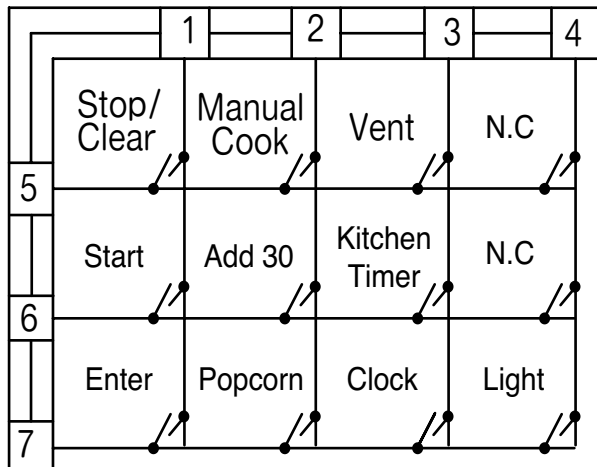 1 2 3 4
Stop/
Clear
Manual
Cook
Vent
N.C
5
Start
Add 30
Kitchen
Timer
N.C
6
Enter
Popcorn
Clock
Light
7